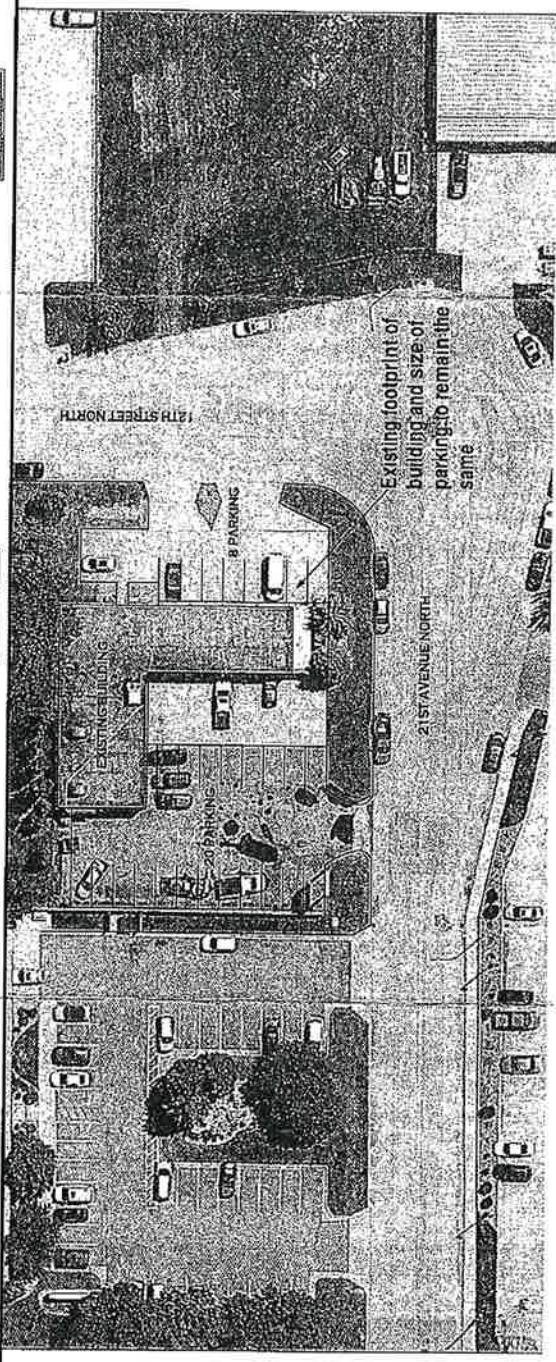 12TH STREET NORTH
8 PARKING
Existing footprint of
building and size of
parking to remain the
same
EXISTING BUILDING
21ST AVENUE NORTH
20 PARKING